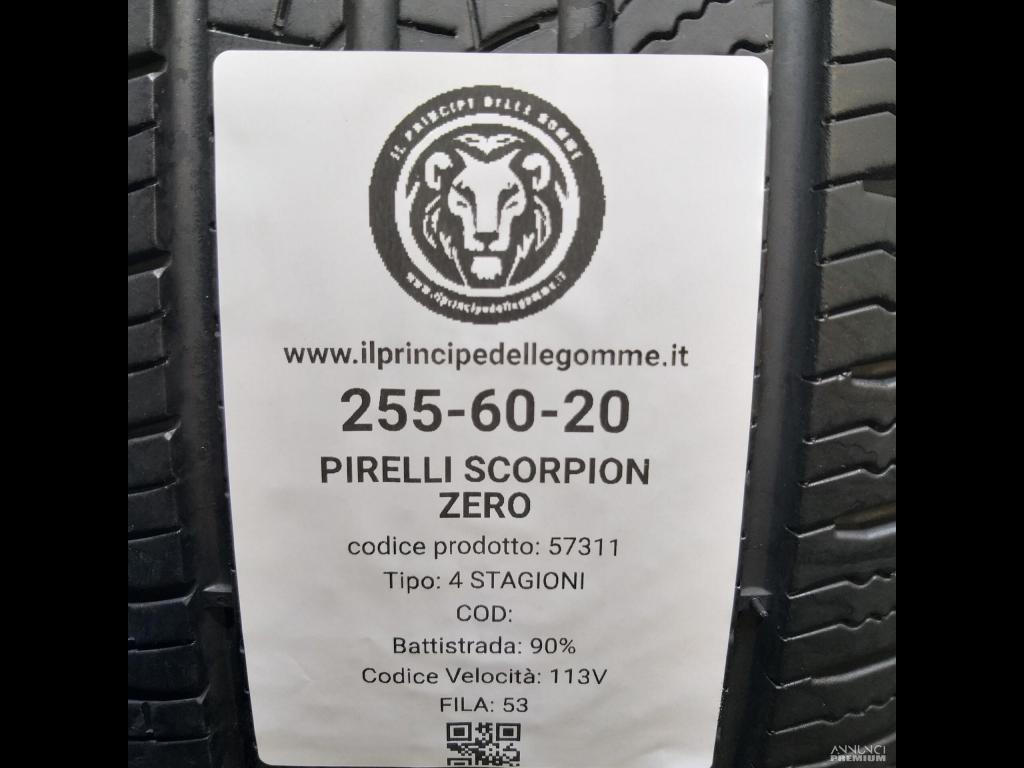 IL PRINCIPE DELLE GOMME
www.ilprincipedellegomme.it
www.ilprincipedellegomme.it
255-60-20
PIRELLI SCORPION
ZERO
codice prodotto: 57311
Tipo: 4 STAGIONI
COD:
Battistrada: 90%
Codice Velocità: 113V
FILA: 53
ANNUNCI
PREMIUM